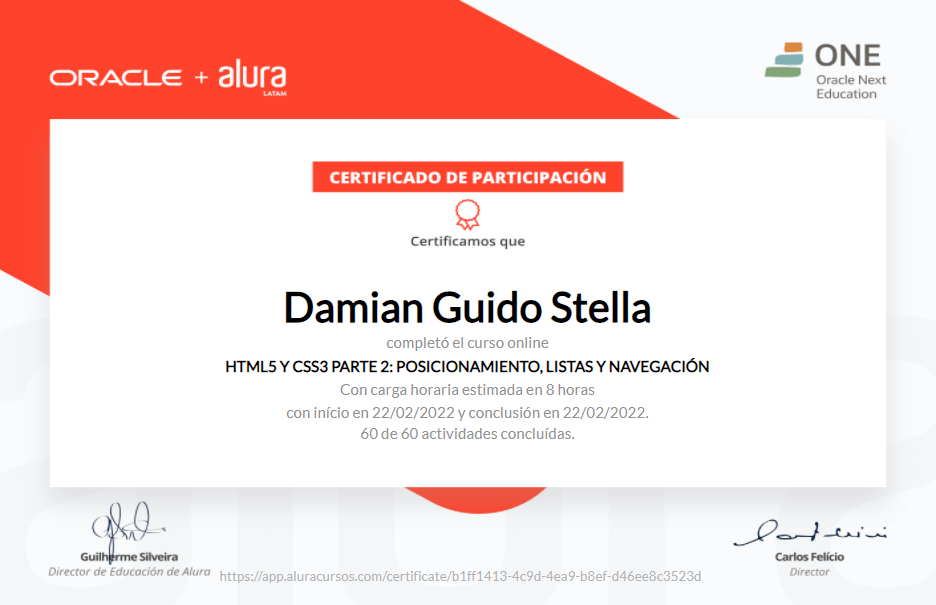 ORACLE + alura
LATAM
ONE
Oracle Next
Education
CERTIFICADO DE PARTICIPACIÓN
Certificamos que
Damian Guido Stella
completó el curso online
HTML5 Y CSS3 PARTE 2: POSICIONAMIENTO, LISTAS Y NAVEGACIÓN
Con carga horaria estimada en 8 horas
con início en 22/02/2022 y conclusión en 22/02/2022.
60 de 60 actividades concluídas.
Guilherme Silveira
Director de Educación de Alura
https://app.aluracursos.com/certificate/b1ff1413-4c9d-4ea9-b8ef-d46ee8c3523d
Carlos Felício
Director